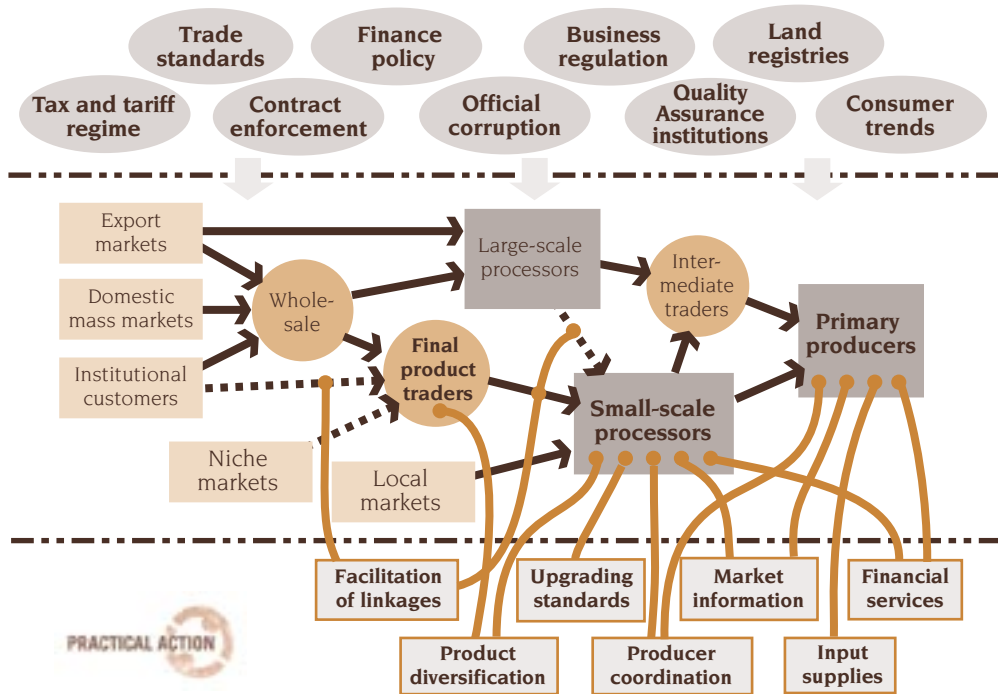 Trade
standards
Finance
policy
Business
regulation
Land
registries
Tax and tariff
regime
Contract
enforcement
Official
corruption
Quality
Assurance
institutions
Consumer
trends
Export
markets
Domestic
mass markets
Institutional
customers
Niche
markets
Local
markets
Whole-
sale
Final
product
traders
Large-scale
processors
Small-scale
processors
Inter-
mediate
traders
Primary
producers
Facilitation
of linkages
Upgrading
standards
Market
information
Financial
services
Product
diversification
Producer
coordination
Input
supplies
PRACTICAL ACTION